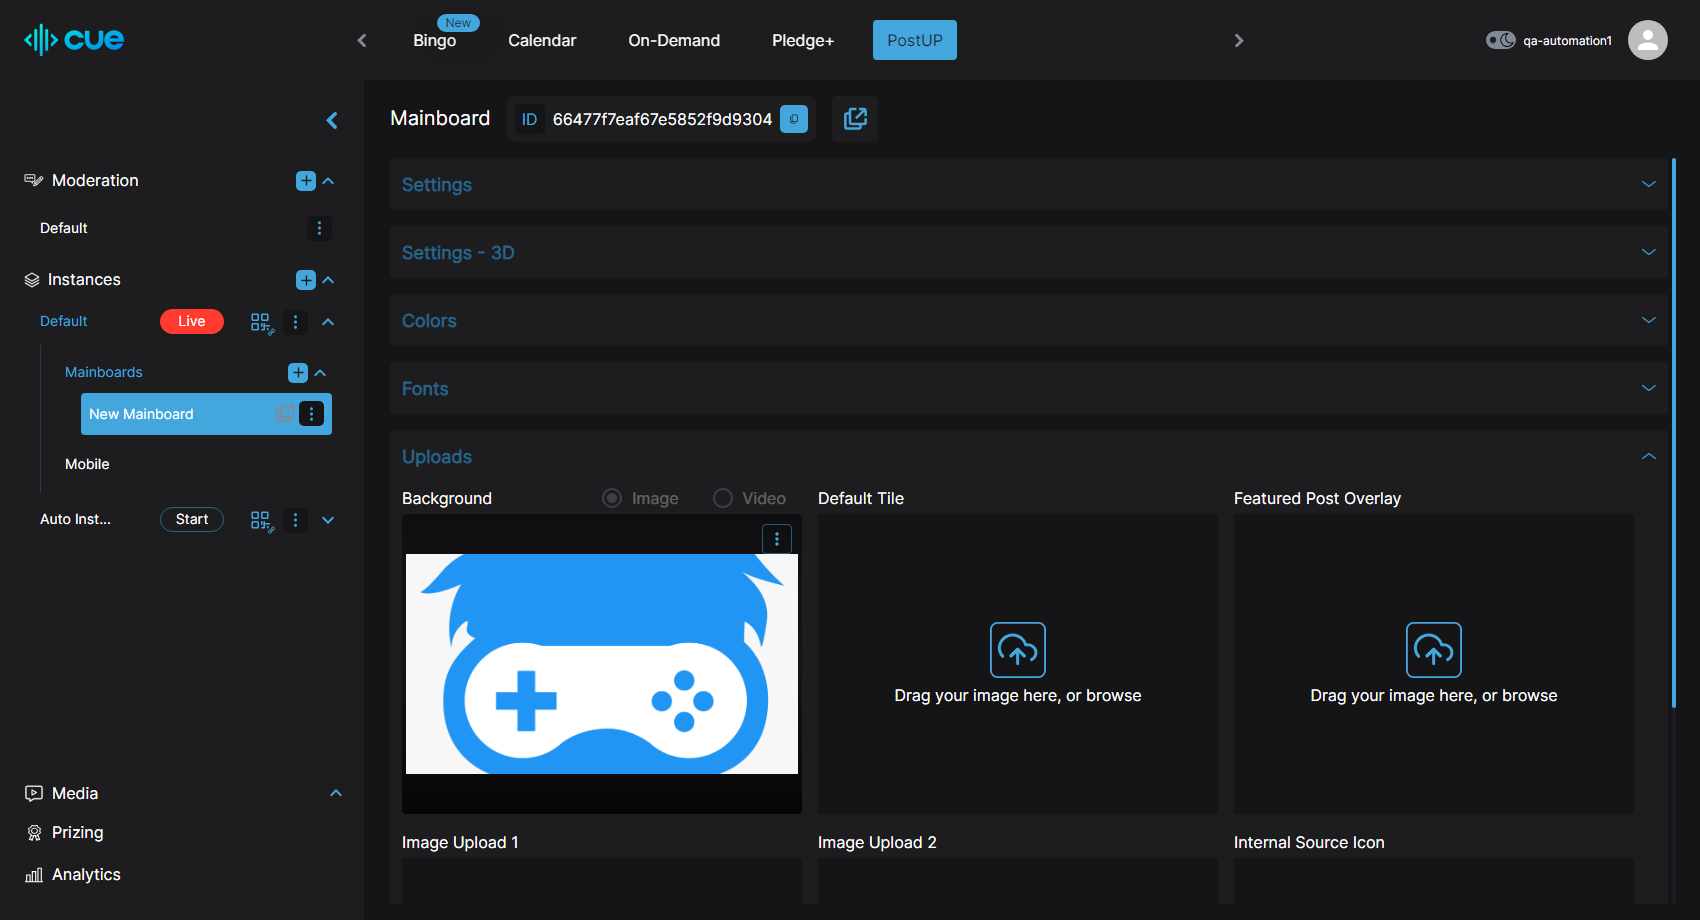 cue
New
Bingo
Calendar
On-Demand
Pledge+
PostUP
qa-automation1
Mainboard
ID
66477f7eaf67e5852f9d9304
Moderation
Default
Instances
Default
Live
Mainboards
New Mainboard
Mobile
Auto Inst...
Start
Media
Prizing
Analytics
Settings
Settings - 3D
Colors
Fonts
Uploads
Background
Image
Video
Default Tile
Featured Post Overlay
Drag your image here, or browse
Drag your image here, or browse
Image Upload 1
Image Upload 2
Internal Source Icon